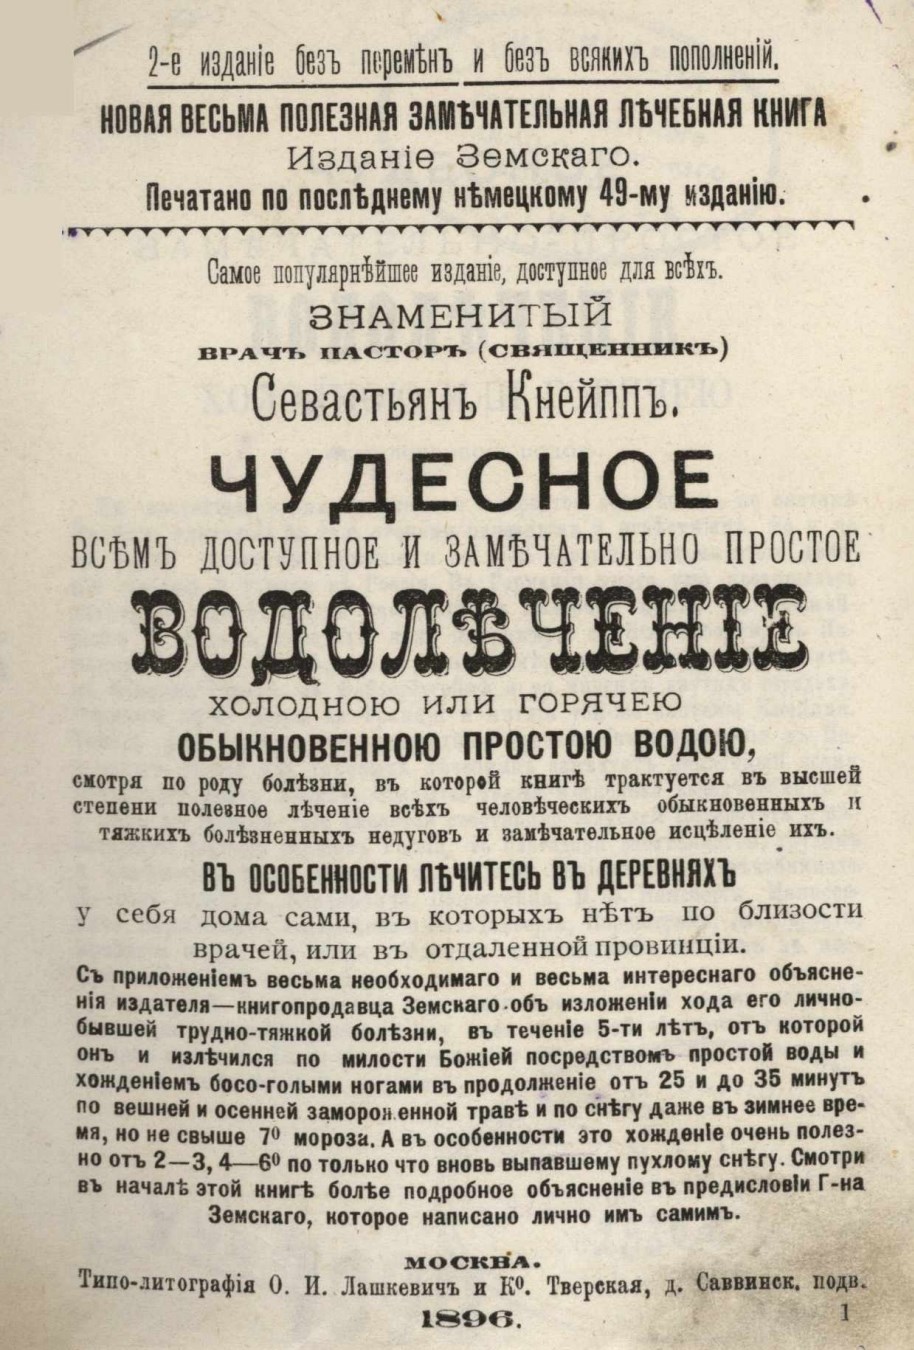 2-е изданіе безъ перемѣнъ и безъ всякихъ пополненій.
НОВАЯ ВЕСЬМА ПОЛЕЗНАЯ ЗАМѢЧАТЕЛЬНАЯ ЛѢЧЕБНАЯ КНИГА
Изданіе Земскаго.
Печатано по послѣднему нѣмецкому 49-му изданію.
Самое популярнѣйшее изданіе, доступное для всѣхъ.
ЗНАМЕНИТЫЙ
ВРАЧЪ ПАСТОРЪ (СВЯЩЕННИКЪ)
Севастьянъ Кнейппъ.
ЧУДЕСНОЕ
ВСѢМЪ ДОСТУПНОЕ И ЗАМѢЧАТЕЛЬНО ПРОСТОЕ
ВОДОЛѢЧЕНІЕ
ХОЛОДНОЮ ИЛИ ГОРЯЧЕЮ
ОБЫКНОВЕННОЮ ПРОСТОЮ ВОДОЮ,
смотря по роду болѣзни, въ которой книгѣ трактуется въ высшей
степени полезное лѣченіе всѣхъ человѣческихъ обыкновенныхъ и
тяжкихъ болѣзненныхъ недуговъ и замѣчательное исцѣленіе ихъ.
ВЪ ОСОБЕННОСТИ ЛѢЧИТЕСЬ ВЪ ДЕРЕВНЯХЪ
у себя дома сами, въ которыхъ нѣтъ по близости
врачей, или въ отдаленной провинціи.
Съ приложеніемъ весьма необходимаго и весьма интереснаго объясне-
нія издателя—книгопродавца Земскаго объ изложеніи хода его лично-
бывшей трудно-тяжкой болѣзни, въ теченіе 5-ти лѣтъ, отъ которой
онъ и излѣчился по милости Божіей посредствомъ простой воды и
хожденіемъ босо-голыми ногами въ продолженіе отъ 25 и до 35 минутъ
по вешней и осенней замороженной травѣ и по снѣгу даже въ зимнее вре-
мя, но не свыше 7⁰ мороза. А въ особенности это хожденіе очень полез-
но отъ 2—3, 4—6⁰ по только что вновь выпавшему пухлому снѣгу. Смотри
въ началѣ этой книгѣ болѣе подробное объясненіе въ предисловіи Г-на
Земскаго, которое написано лично имъ самимъ.
МОСКВА.
Типо-литографія О. И. Лашкевичъ и Кº. Тверская, д. Саввинск. подв.
1896.
1